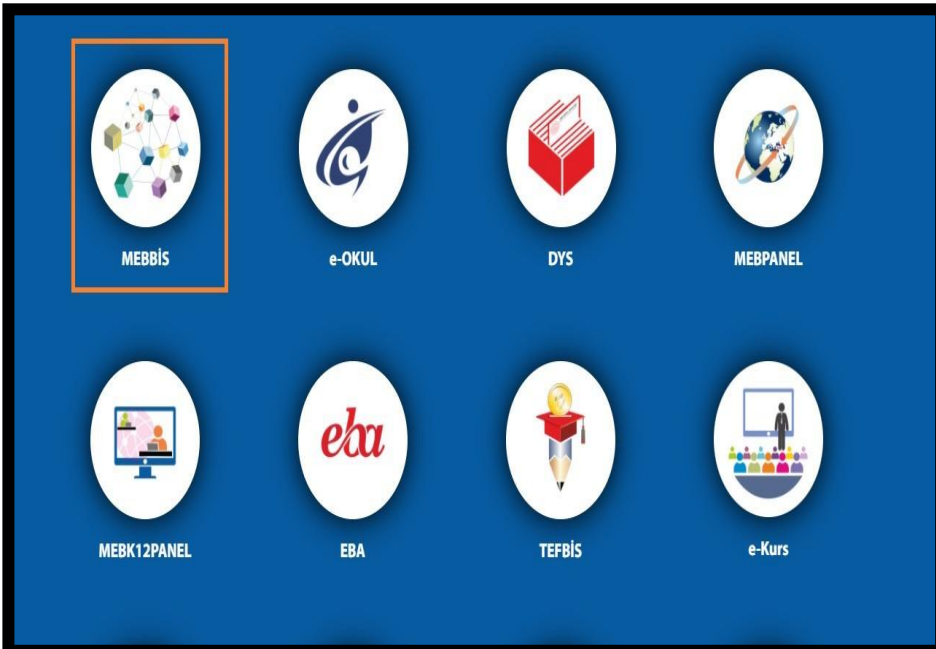 MEBBİS
e-OKUL
DYS
MEBPANEL
eba
MEBK12PANEL
EBA
TEFBİS
e-Kurs